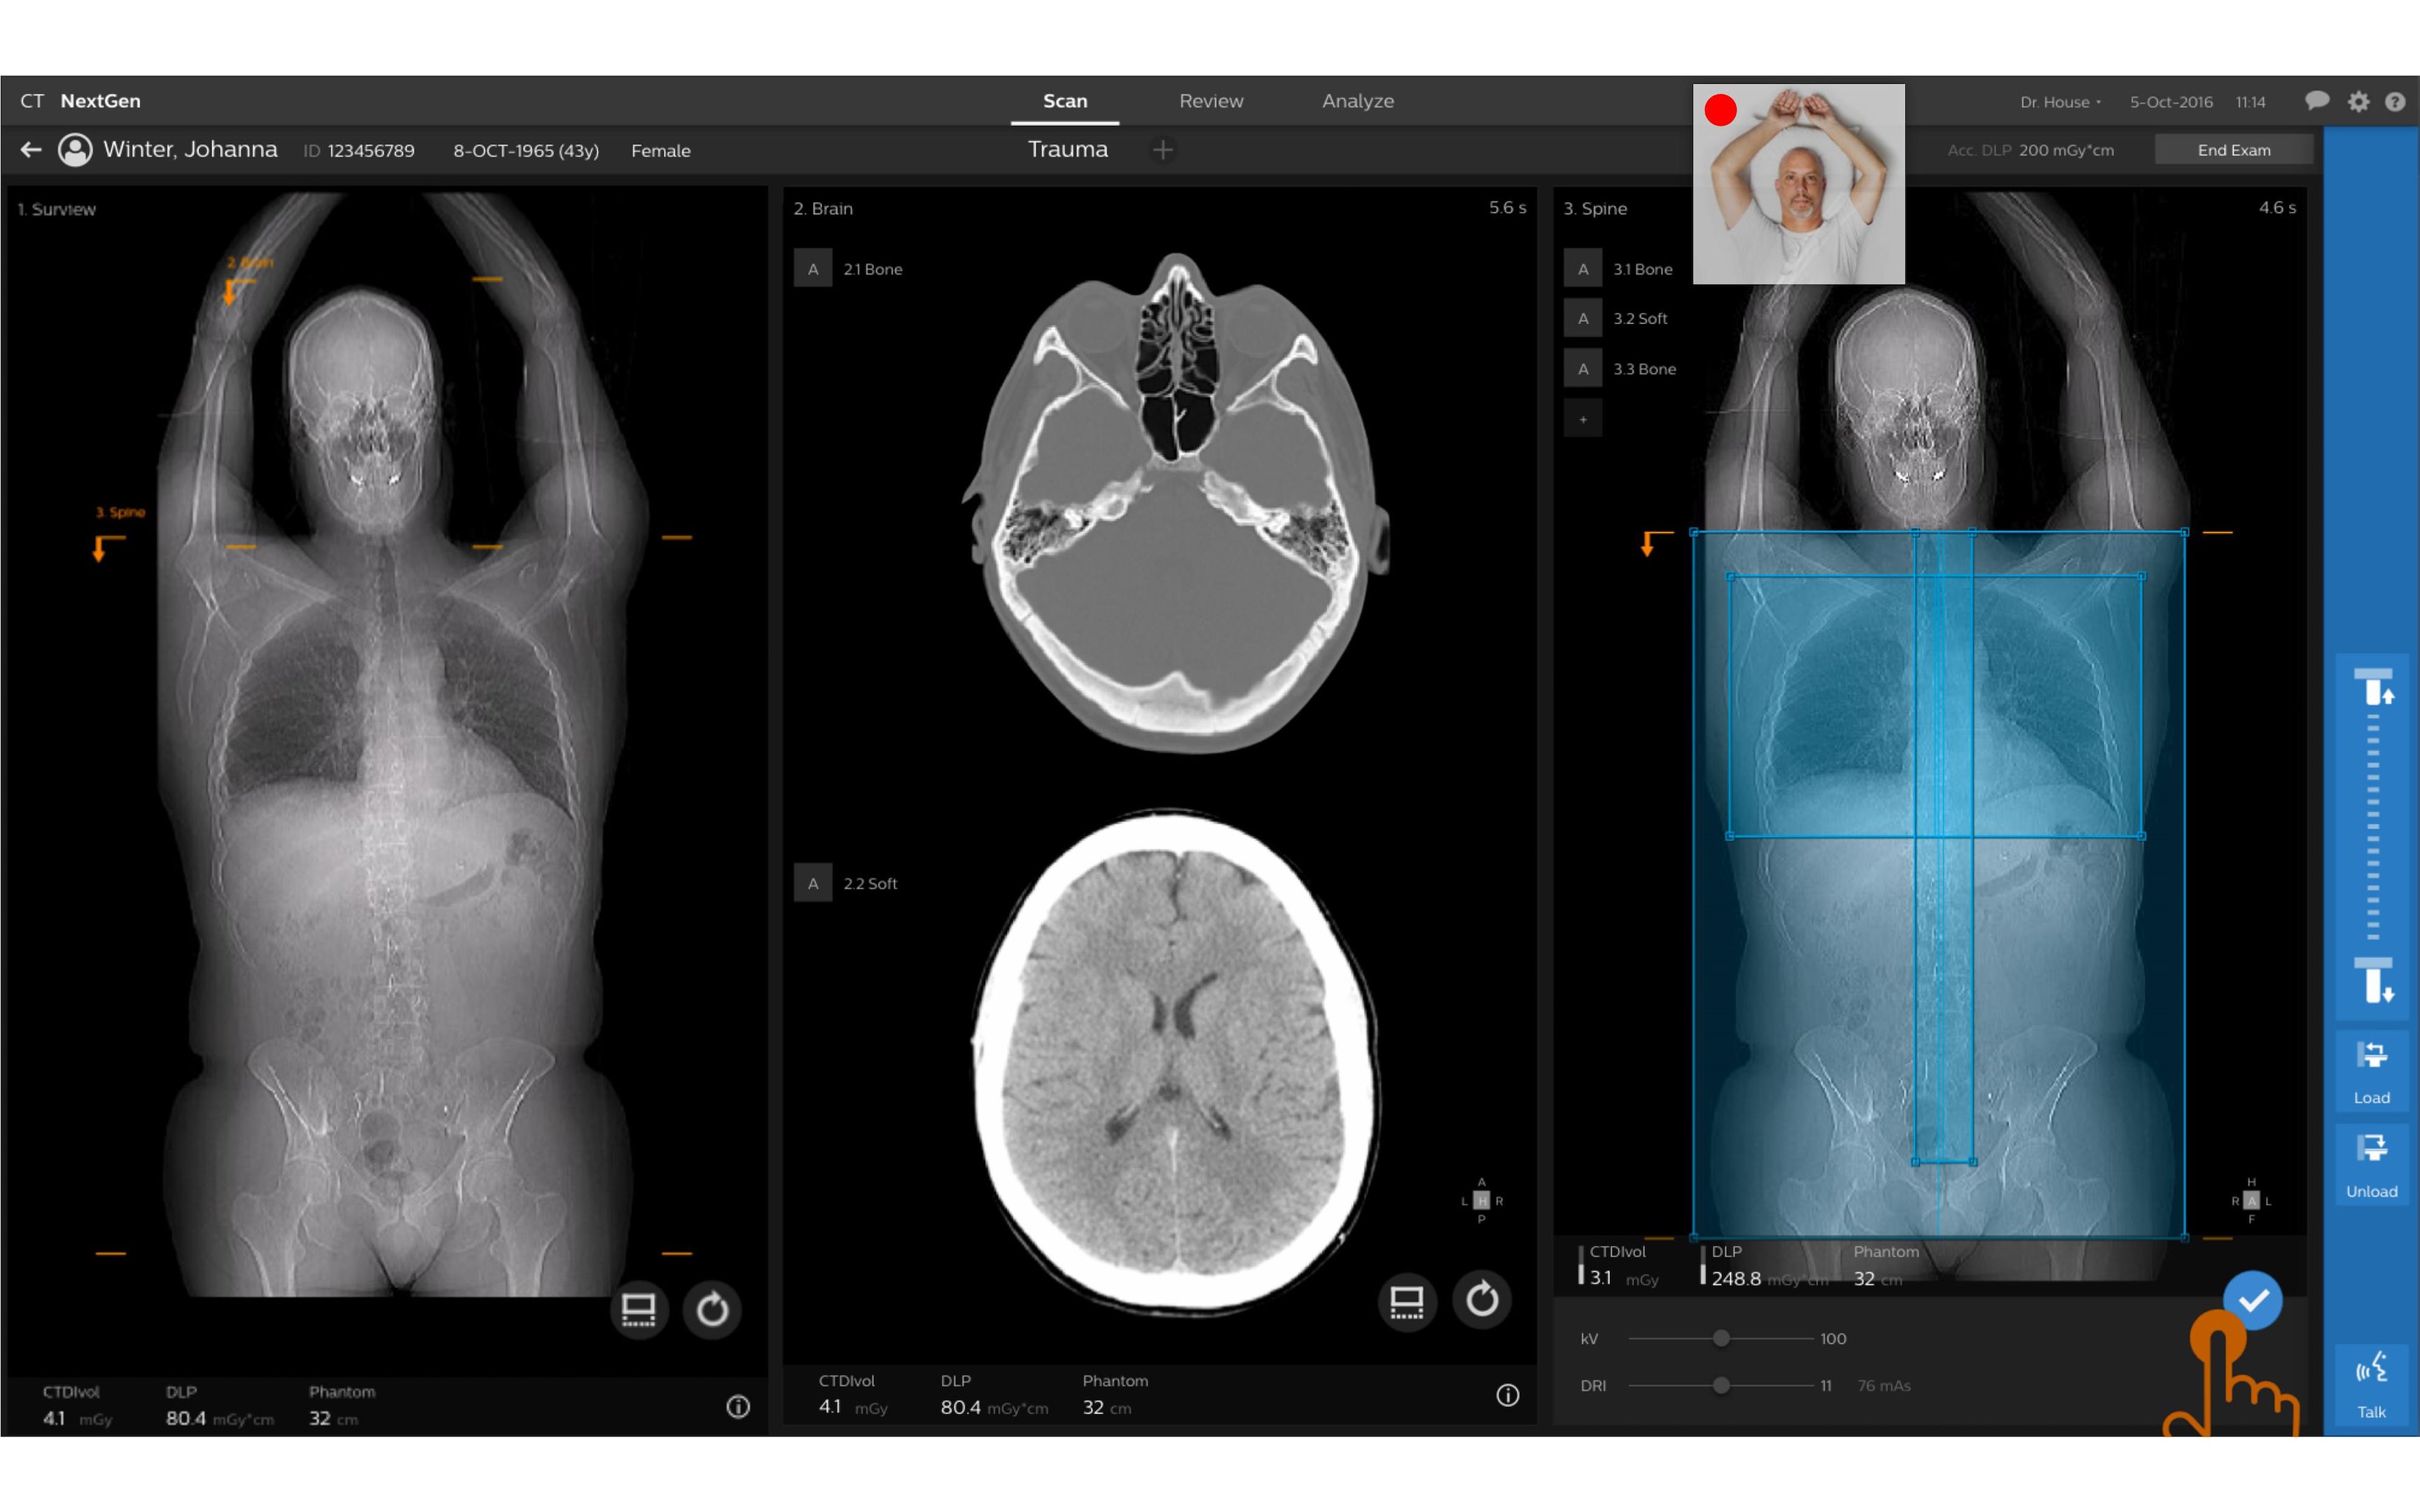 CT NextGen
Scan Review Analyze
Dr. House 5-Oct-2016 11:14
Winter, Johanna ID 123456789 8-OCT-1965 (43y) Female
Trauma +
Acc. DLP 200 mGy*cm End Exam
1. Surview
2. Brain
3. Spine
CTDIvol DLP Phantom
4.1 mGy 80.4 mGy*cm 32 cm
2. Brain 5.6 s
A 2.1 Bone
A 2.2 Soft
A
L H R
P
CTDIvol DLP Phantom
4.1 mGy 80.4 mGy*cm 32 cm
3. Spine 4.6 s
A 3.1 Bone
A 3.2 Soft
A 3.3 Bone
+
H
R A L
F
CTDIvol DLP Phantom
3.1 mGy 248.8 mGy*cm 32 cm
kV 100
DRI 11 76 mAs
Load
Unload
Talk